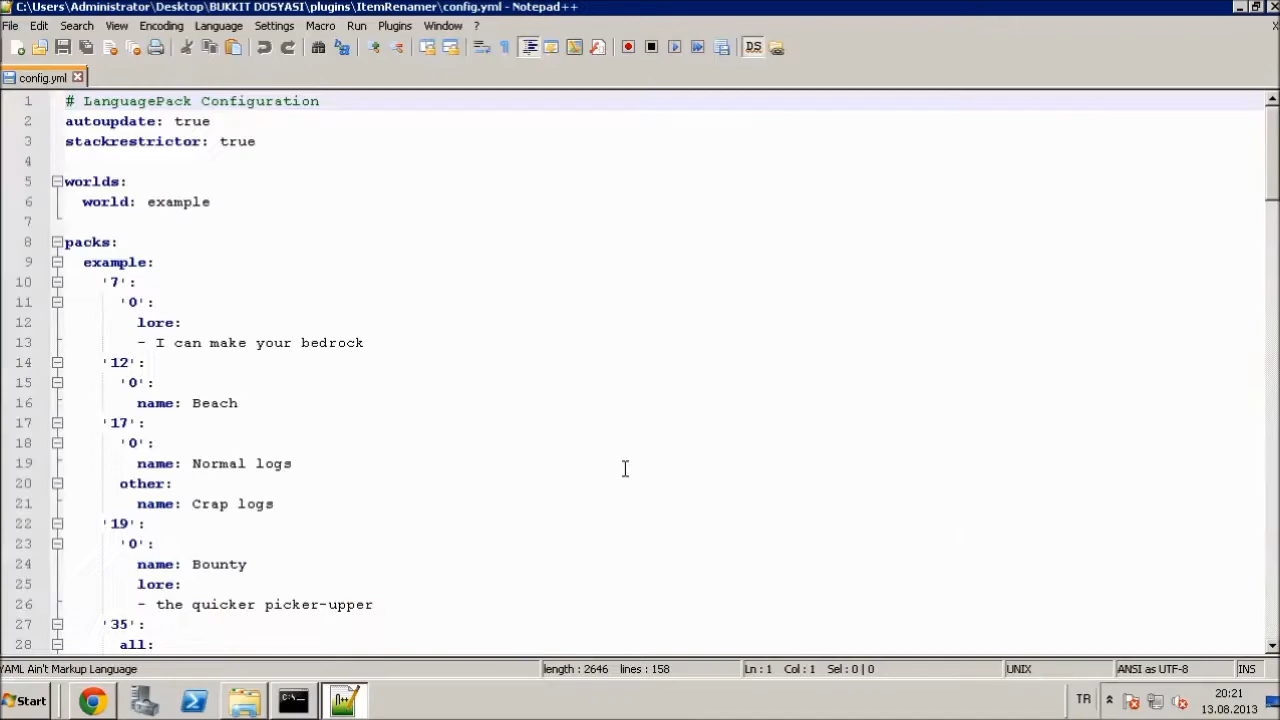 C:\Users\Administrator\Desktop\BUKKIT DOSYASI\plugins\ItemRenamer\config.yml - Notepad++
File Edit Search View Encoding Language Settings Macro Run Plugins Window ?
X
DS
config.yml
1 # LanguagePack Configuration
2 autoupdate: true
3 stackrestrictor: true
4
5 worlds:
6 world: example
7
8 packs:
9 example:
10 '7':
11 '0':
12 lore:
13 - I can make your bedrock
14 '12':
15 '0':
16 name: Beach
17 '17':
18 '0':
19 name: Normal logs
20 other:
21 name: Crap logs
22 '19':
23 '0':
24 name: Bounty
25 lore:
26 - the quicker picker-upper
27 '35':
28 all:
YAML Ain't Markup Language length : 2646 lines : 158 Ln : 1 Col : 1 Sel : 0 | 0 UNIX ANSI as UTF-8 INS
Start TR 20:21
13.08.2013